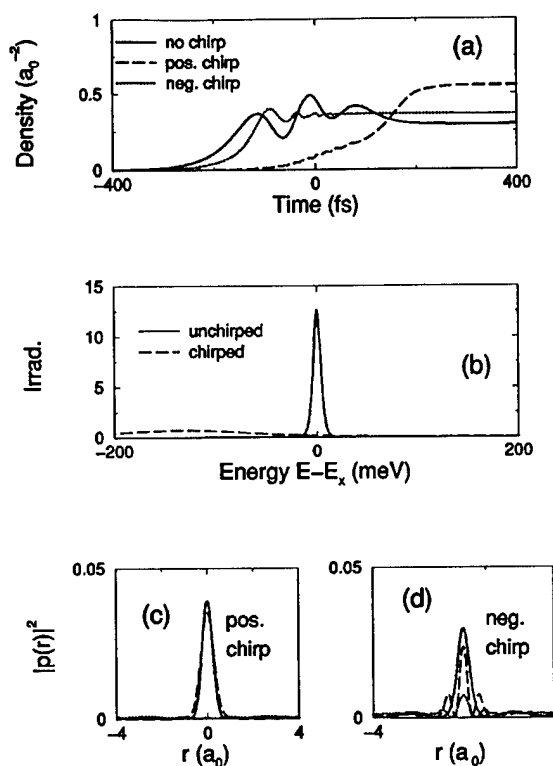 1
Density (a₀⁻²)
0.5
0
no chirp
pos. chirp
neg. chirp
(a)
−400
0
400
Time (fs)
15
10
5
0
Irrad.
unchirped
chirped
(b)
−200
0
200
Energy E−Eₓ (meV)
0.05
0
|p(r)|²
(c)
pos.
chirp
−4
0
4
r (a₀)
0.05
0
(d)
neg.
chirp
−4
r (a₀)